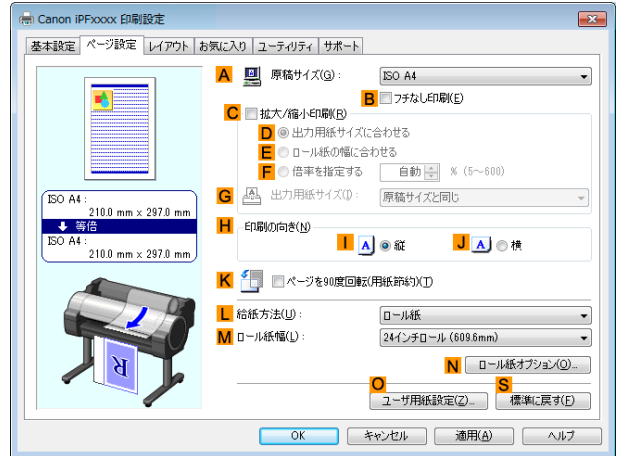 Canon iPFxxxx 印刷設定
基本設定 ページ設定 レイアウト お気に入り ユーティリティ サポート
A 原稿サイズ(G): ISO A4
B フチなし印刷(E)
C 拡大/縮小印刷(R)
D 出力用紙サイズに合わせる
E ロール紙の幅に合わせる
F 倍率を指定する 自動 % (5～600)
G 出力用紙サイズ(I): 原稿サイズと同じ
ISO A4 :
210.0 mm x 297.0 mm
等倍
ISO A4 :
210.0 mm x 297.0 mm
H 印刷の向き(N)
I A 縦 J A 横
K ページを90度回転(用紙節約)(T)
L 給紙方法(U): ロール紙
M ロール紙幅(L): 24インチロール (609.6mm)
N ロール紙オプション(O)...
O ユーザ用紙設定(Z)... S 標準に戻す(F)
R
OK キャンセル 適用(A) ヘルプ